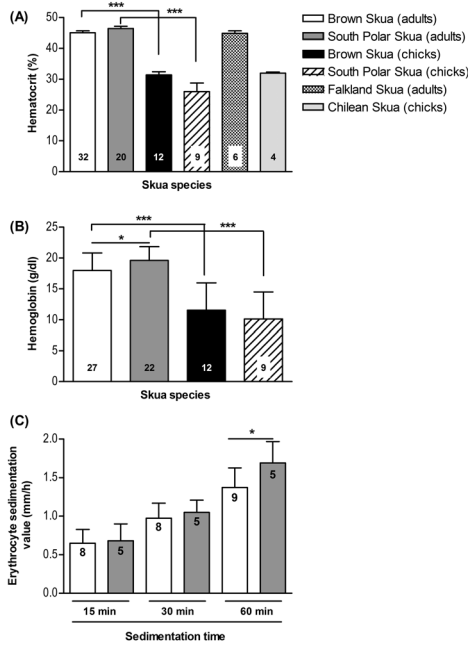 (A)
***
***
Hematocrit (%)
50
40
30
20
10
0
32
20
12
9
6
4
Skua species
Brown Skua (adults)
South Polar Skua (adults)
Brown Skua (chicks)
South Polar Skua (chicks)
Falkland Skua (adults)
Chilean Skua (chicks)
(B)
***
***
*
Hemoglobin (g/dl)
25
20
15
10
5
0
27
22
12
9
Skua species
(C)
*
Erythrocyte sedimentation
value (mm/h)
2.0
1.5
1.0
0.5
0.0
8
5
8
5
9
5
15 min
30 min
60 min
Sedimentation time